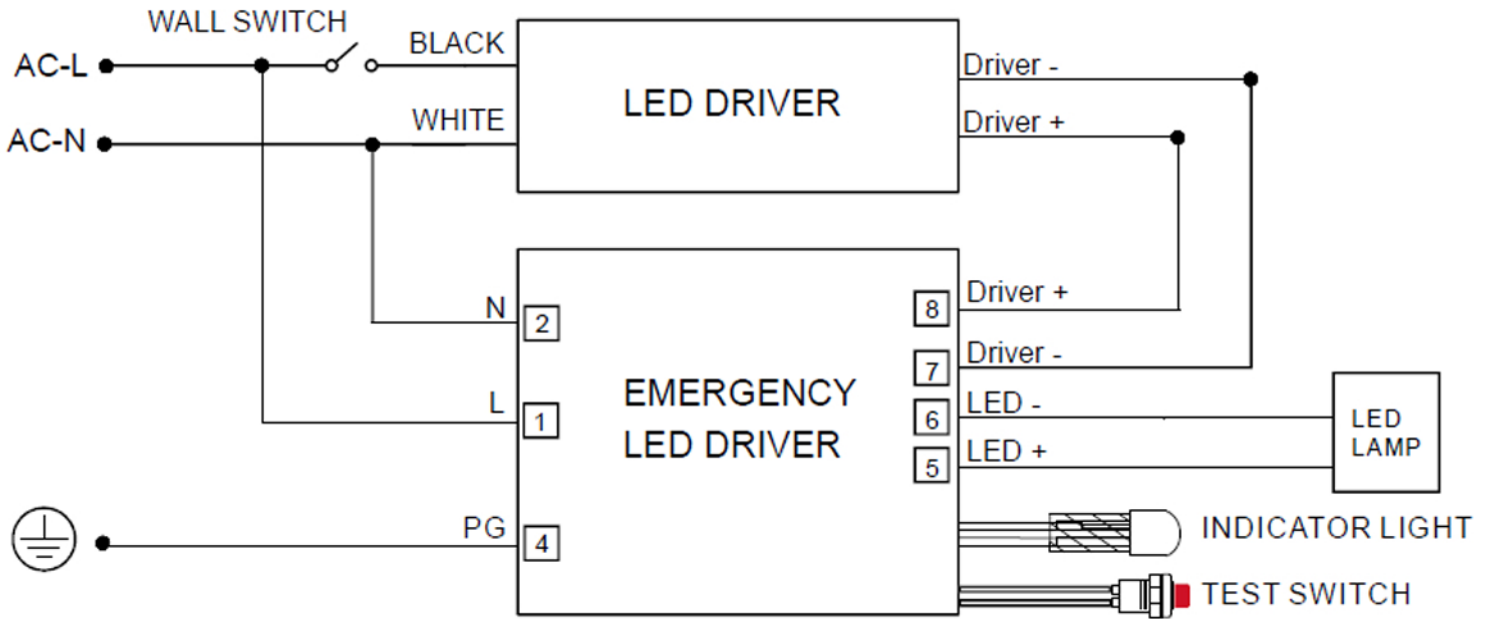 WALL SWITCH
AC-L
BLACK
AC-N
WHITE
LED DRIVER
Driver -
Driver +
N
2
L
1
PG
4
EMERGENCY
LED DRIVER
8
Driver +
7
Driver -
6
LED -
5
LED +
LED
LAMP
INDICATOR LIGHT
TEST SWITCH